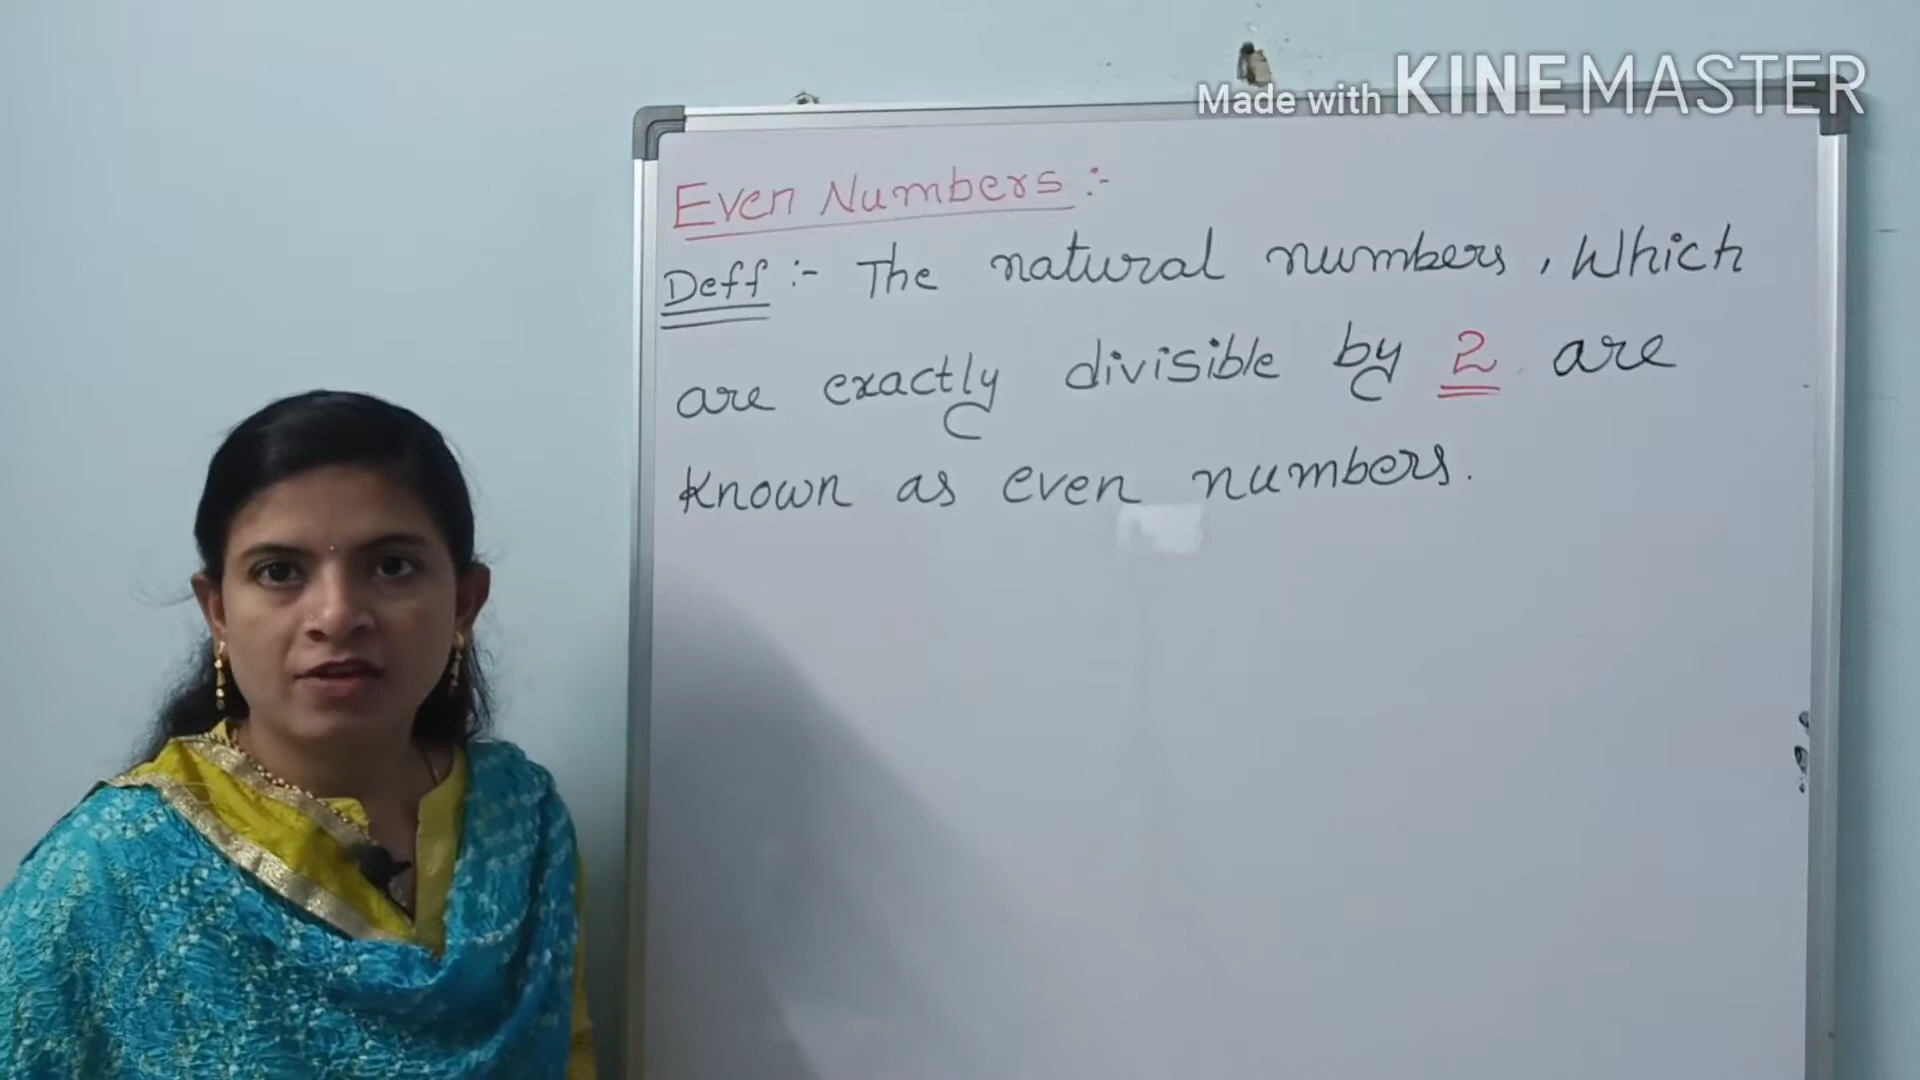 Made with KINEMASTER
Even Numbers :-
Deff :- The natural numbers, Which
are exactly divisible by 2 are
known as even numbers.